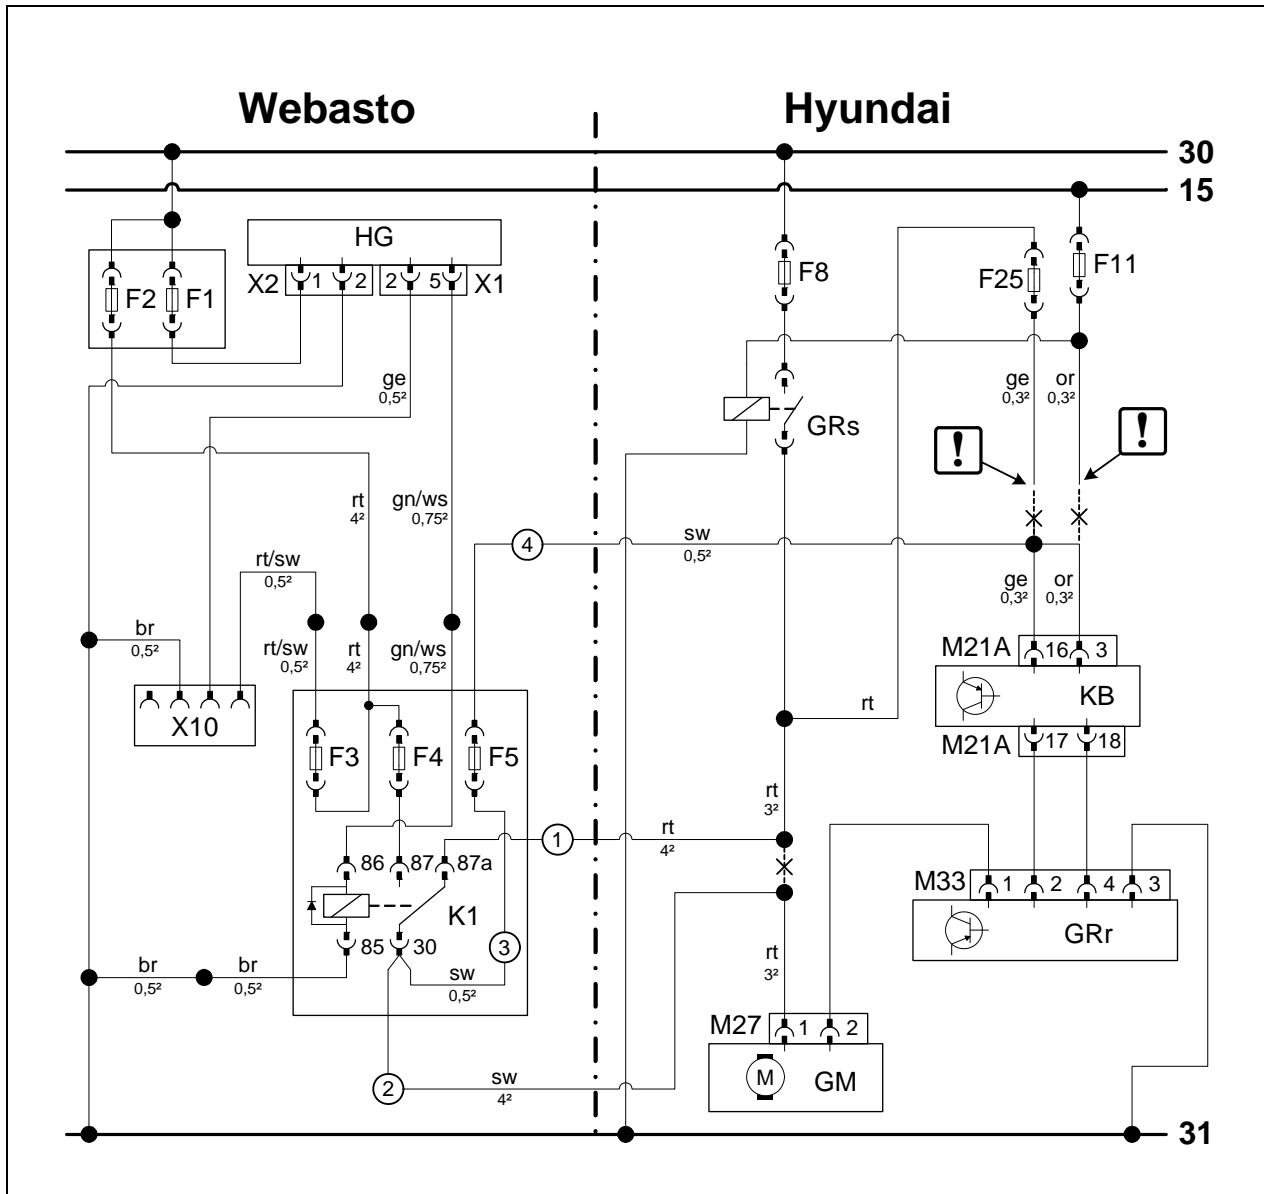 Webasto
Hyundai
30
15
HG
X2
1
2
2
5
X1
F2
F1
F8
F25
F11
ge
0,5²
ge
0,3²
or
0,3²
GRs
!
!
rt
4²
gn/ws
0,75²
4
sw
0,5²
rt/sw
0,5²
ge
0,3²
or
0,3²
br
0,5²
rt/sw
0,5²
rt
4²
gn/ws
0,75²
M21A
16
3
KB
rt
X10
M21A
17
18
F3
F4
F5
rt
3²
1
rt
4²
86
87
87a
M33
1
2
4
3
K1
GRr
85
30
3
br
0,5²
br
0,5²
sw
0,5²
rt
3²
M27
1
2
M
GM
2
sw
4²
31